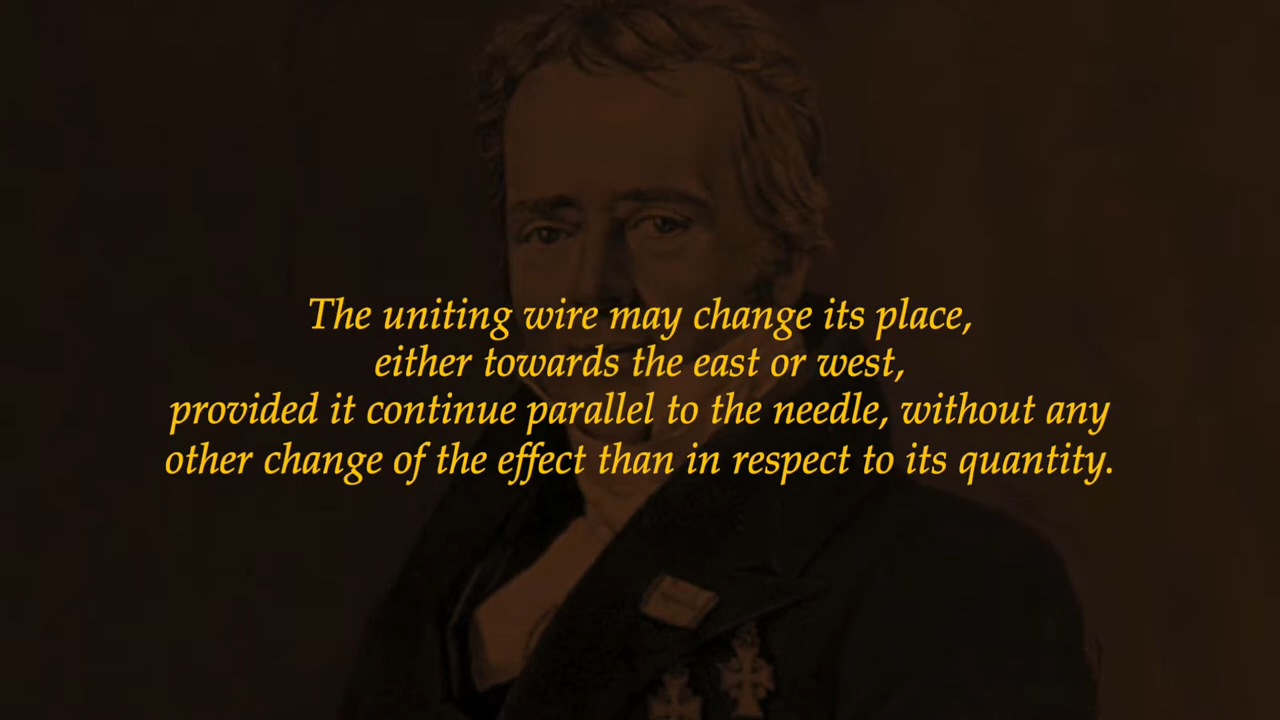 The uniting wire may change its place,
either towards the east or west,
provided it continue parallel to the needle, without any
other change of the effect than in respect to its quantity.